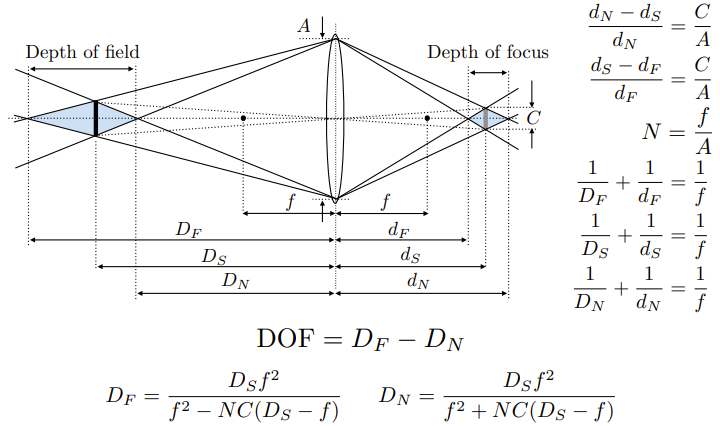 Depth of field
A
Depth of focus
C
f
f
D_F
d_F
D_S
d_S
D_N
d_N
\frac{d_N - d_S}{d_N} = \frac{C}{A}
\frac{d_S - d_F}{d_F} = \frac{C}{A}
N = \frac{f}{A}
\frac{1}{D_F} + \frac{1}{d_F} = \frac{1}{f}
\frac{1}{D_S} + \frac{1}{d_S} = \frac{1}{f}
\frac{1}{D_N} + \frac{1}{d_N} = \frac{1}{f}
DOF = D_F - D_N
D_F = \frac{D_S f^2}{f^2 - NC(D_S - f)} D_N = \frac{D_S f^2}{f^2 + NC(D_S - f)}